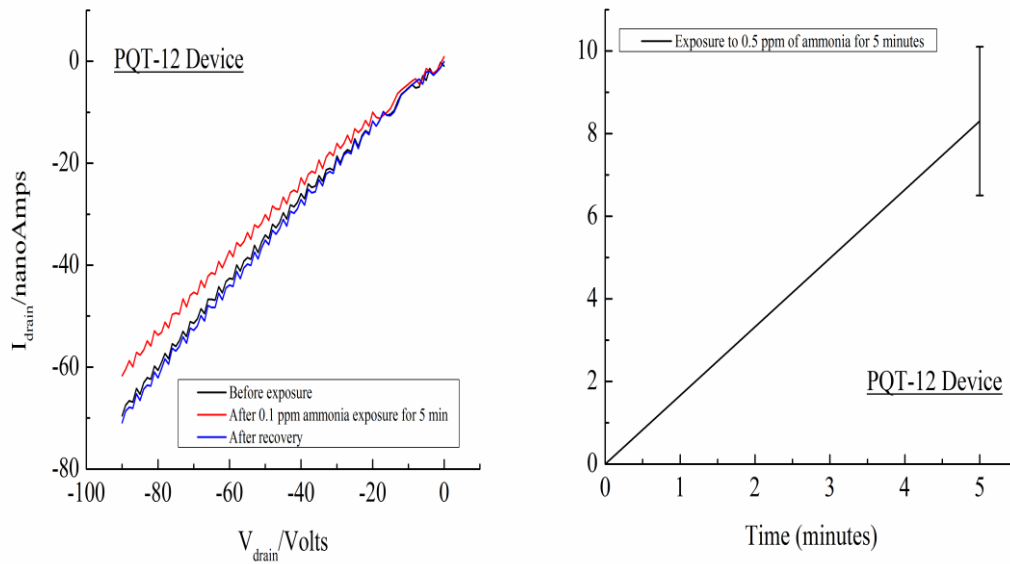 PQT-12 Device
0
-20
-40
-60
-80
I_drain/nanoAmps
Before exposure
After 0.1 ppm ammonia exposure for 5 min
After recovery
-100 -80 -60 -40 -20 0
V_drain/Volts
Exposure to 0.5 ppm of ammonia for 5 minutes
10
8
6
4
2
0
PQT-12 Device
0 1 2 3 4 5
Time (minutes)